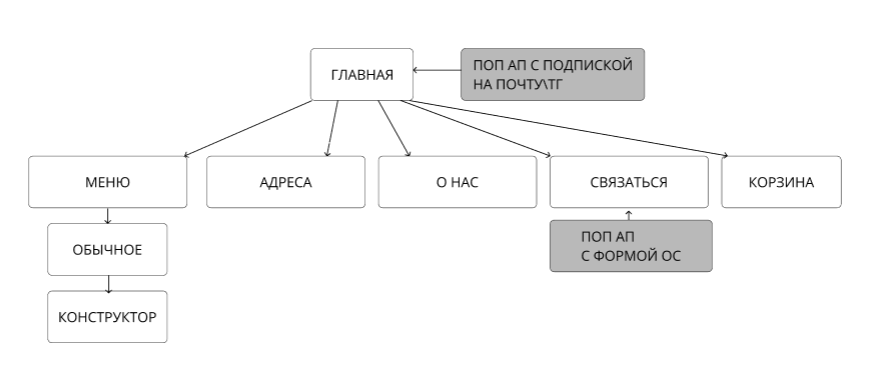 ГЛАВНАЯ
ПОП АП С ПОДПИСКОЙ
НА ПОЧТУ\ТГ
МЕНЮ
АДРЕСА
О НАС
СВЯЗАТЬСЯ
КОРЗИНА
ОБЫЧНОЕ
ПОП АП
С ФОРМОЙ ОС
КОНСТРУКТОР